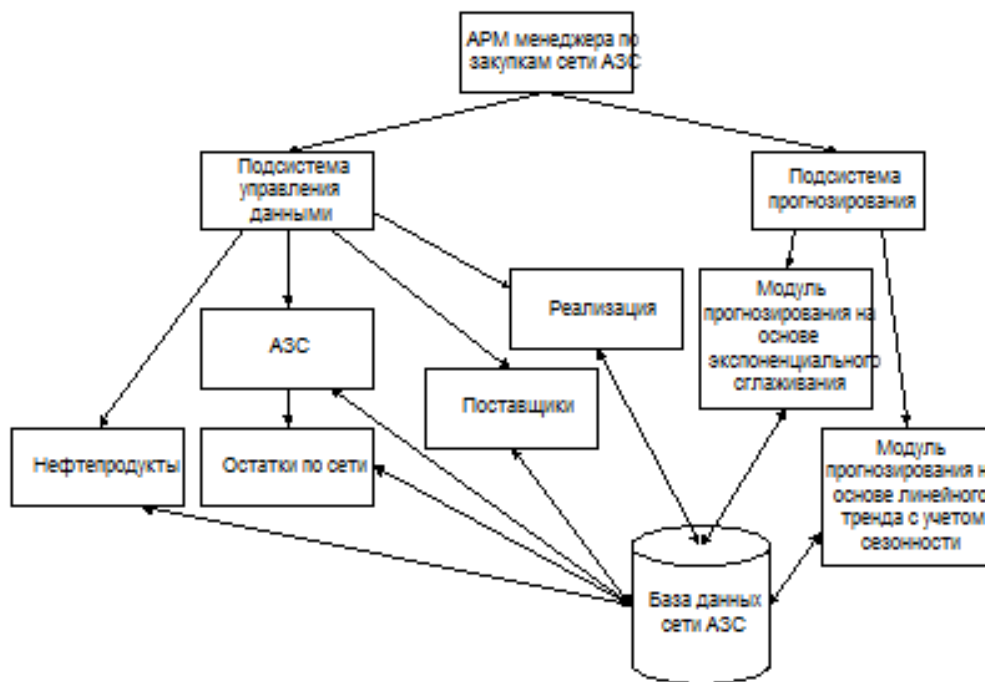 АРМ менеджера по
закупкам сети АЗС
Подсистема
управления
данными
Подсистема
прогнозирования
Реализация
Модуль
прогнозирования на
основе
экспоненциального
сглаживания
АЗС
Поставщики
Нефтепродукты
Остатки по сети
Модуль
прогнозирования н
основе линейного
тренда с учетом
сезонности
База данных
сети АЗС